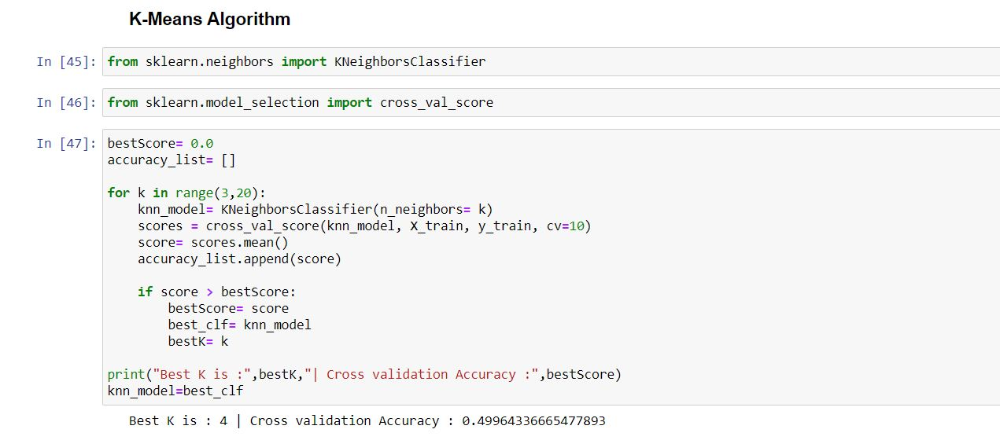 K-Means Algorithm
In [45]: from sklearn.neighbors import KNeighborsClassifier
In [46]: from sklearn.model_selection import cross_val_score
In [47]: bestScore= 0.0
accuracy_list= []
for k in range(3,20):
    knn_model= KNeighborsClassifier(n_neighbors= k)
    scores = cross_val_score(knn_model, X_train, y_train, cv=10)
    score= scores.mean()
    accuracy_list.append(score)
    if score > bestScore:
        bestScore= score
        best_clf= knn_model
        bestK= k
print("Best K is :",bestK,"| Cross validation Accuracy :",bestScore)
knn_model=best_clf
Best K is : 4 | Cross validation Accuracy : 0.49964336665477893